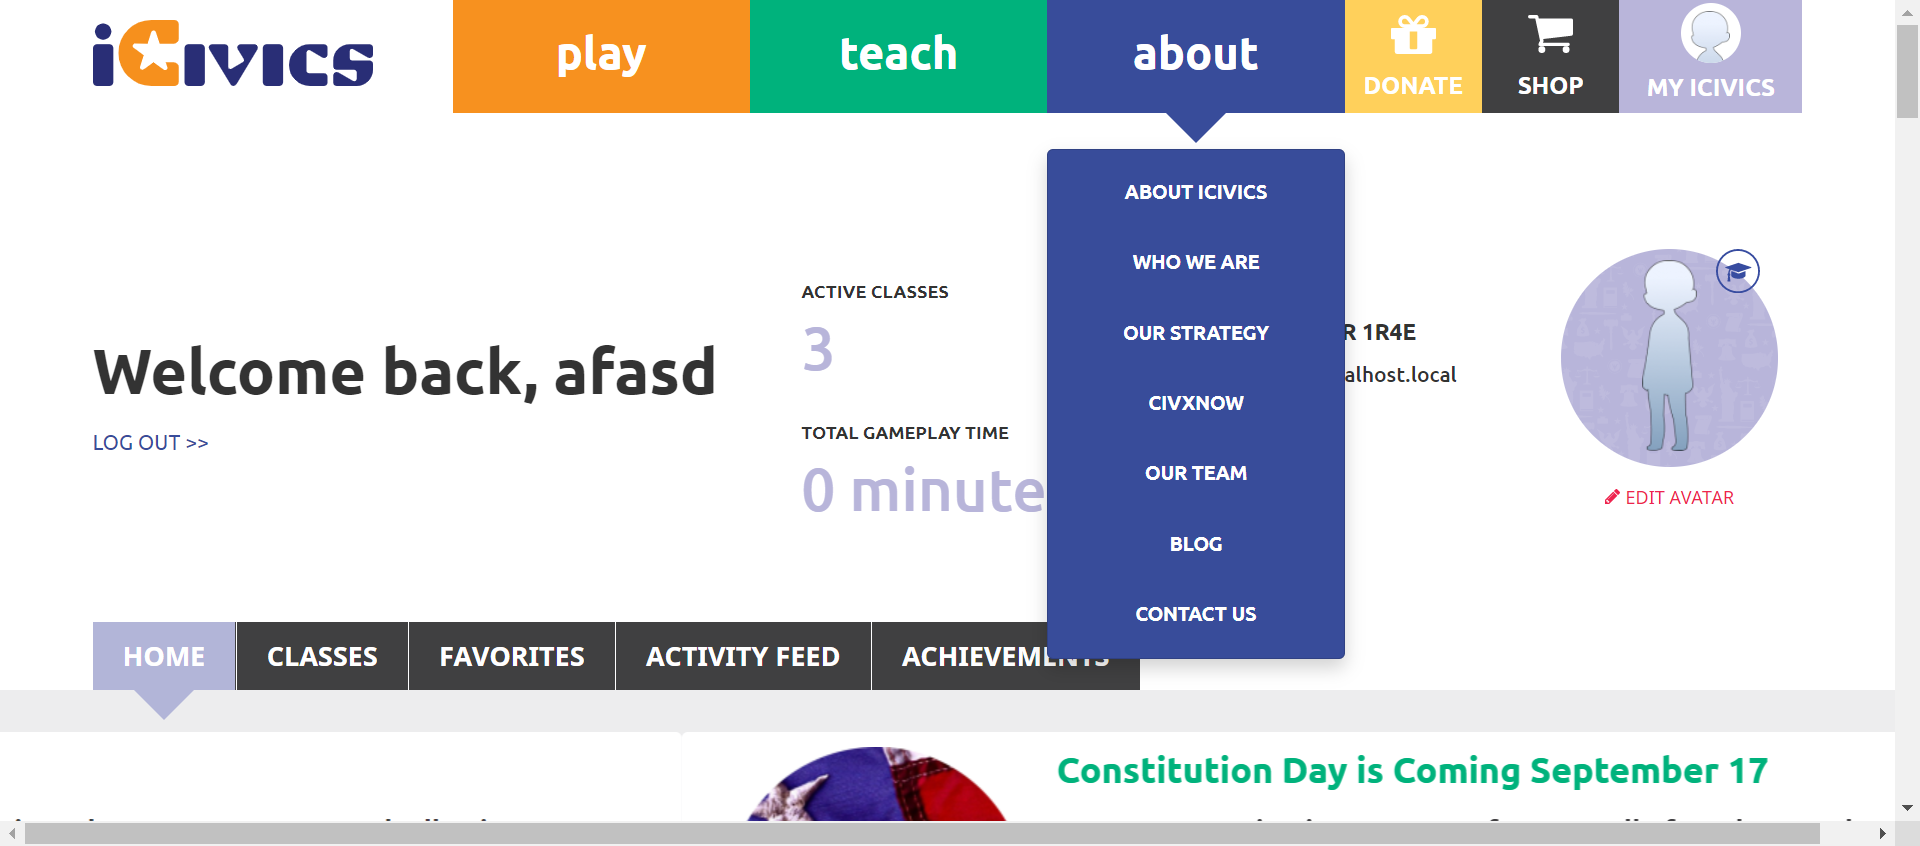 iCivics
play
teach
about
DONATE
SHOP
MY ICIVICS
ABOUT ICIVICS
WHO WE ARE
OUR STRATEGY
CIVXNOW
OUR TEAM
BLOG
CONTACT US
Welcome back, afasd
LOG OUT >>
ACTIVE CLASSES
3
TOTAL GAMEPLAY TIME
0 minute
R 1R4E
alhost.local
EDIT AVATAR
HOME
CLASSES
FAVORITES
ACTIVITY FEED
ACHIEVEMENTS
Constitution Day is Coming September 17